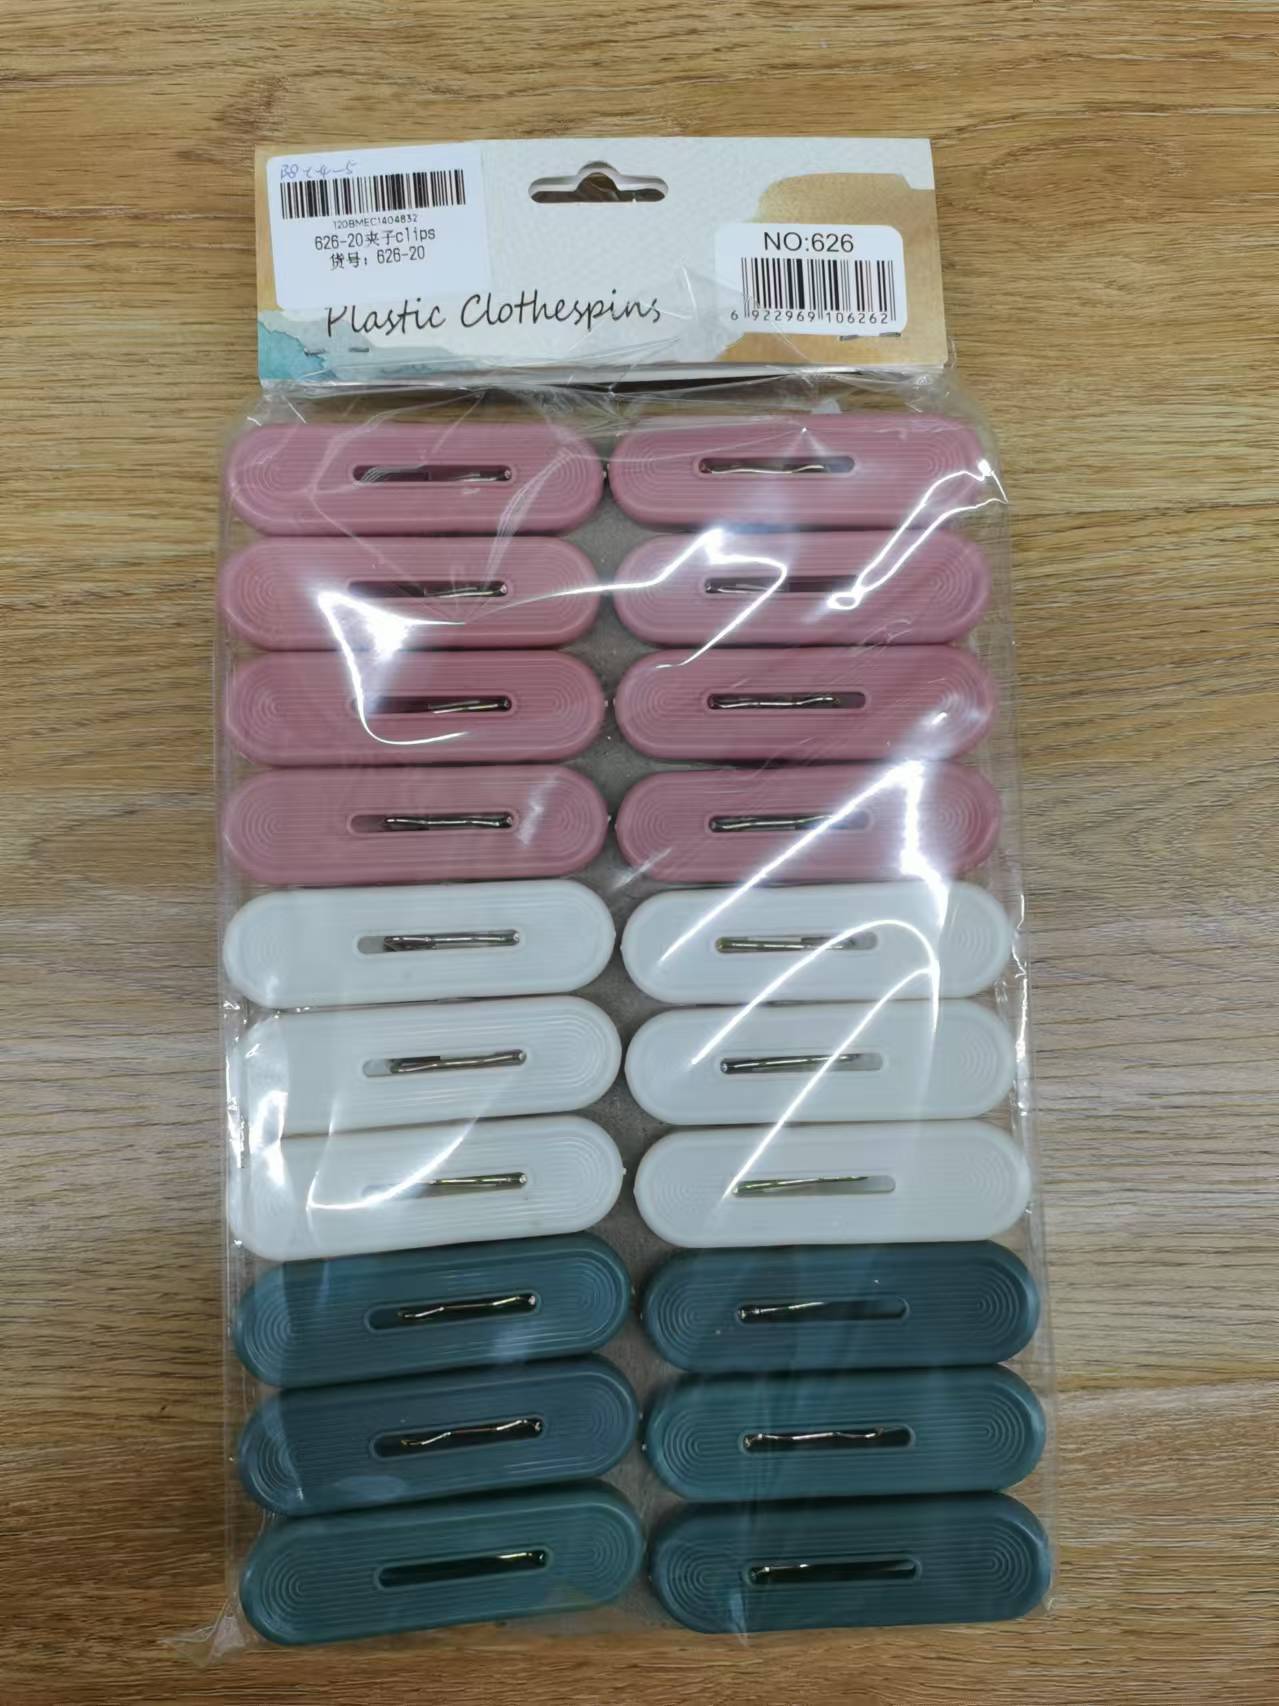 120BMEC1404832
626-20夹子clips
货号：626-20
NO:626
6 922969 106262
Plastic Clothespins